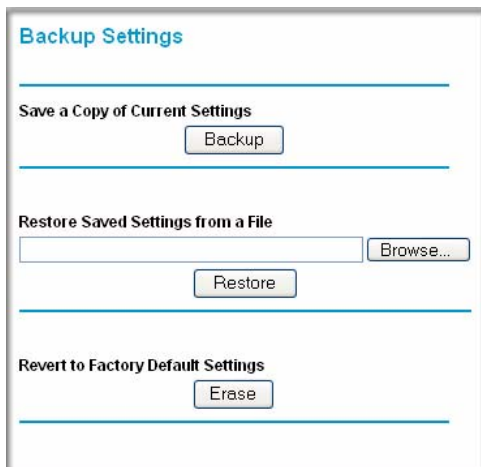 Backup Settings
Save a Copy of Current Settings
Backup
Restore Saved Settings from a File
Browse...
Restore
Revert to Factory Default Settings
Erase